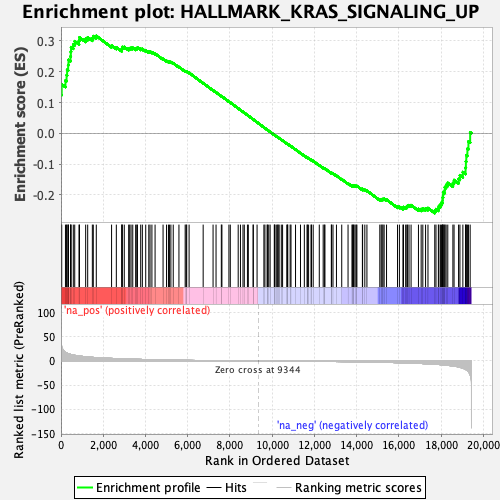 Enrichment plot: HALLMARK_KRAS_SIGNALING_UP
Enrichment score (ES)
0.3
0.2
0.1
0.0
-0.1
-0.2
'na_pos' (positively correlated)
Ranked list metric (PreRanked)
100
50
0
-50
-100
-150
Zero cross at 9344
'na_neg' (negatively correlated)
0 2,000 4,000 6,000 8,000 10,000 12,000 14,000 16,000 18,000 20,000
Rank in Ordered Dataset
Enrichment profile Hits Ranking metric scores